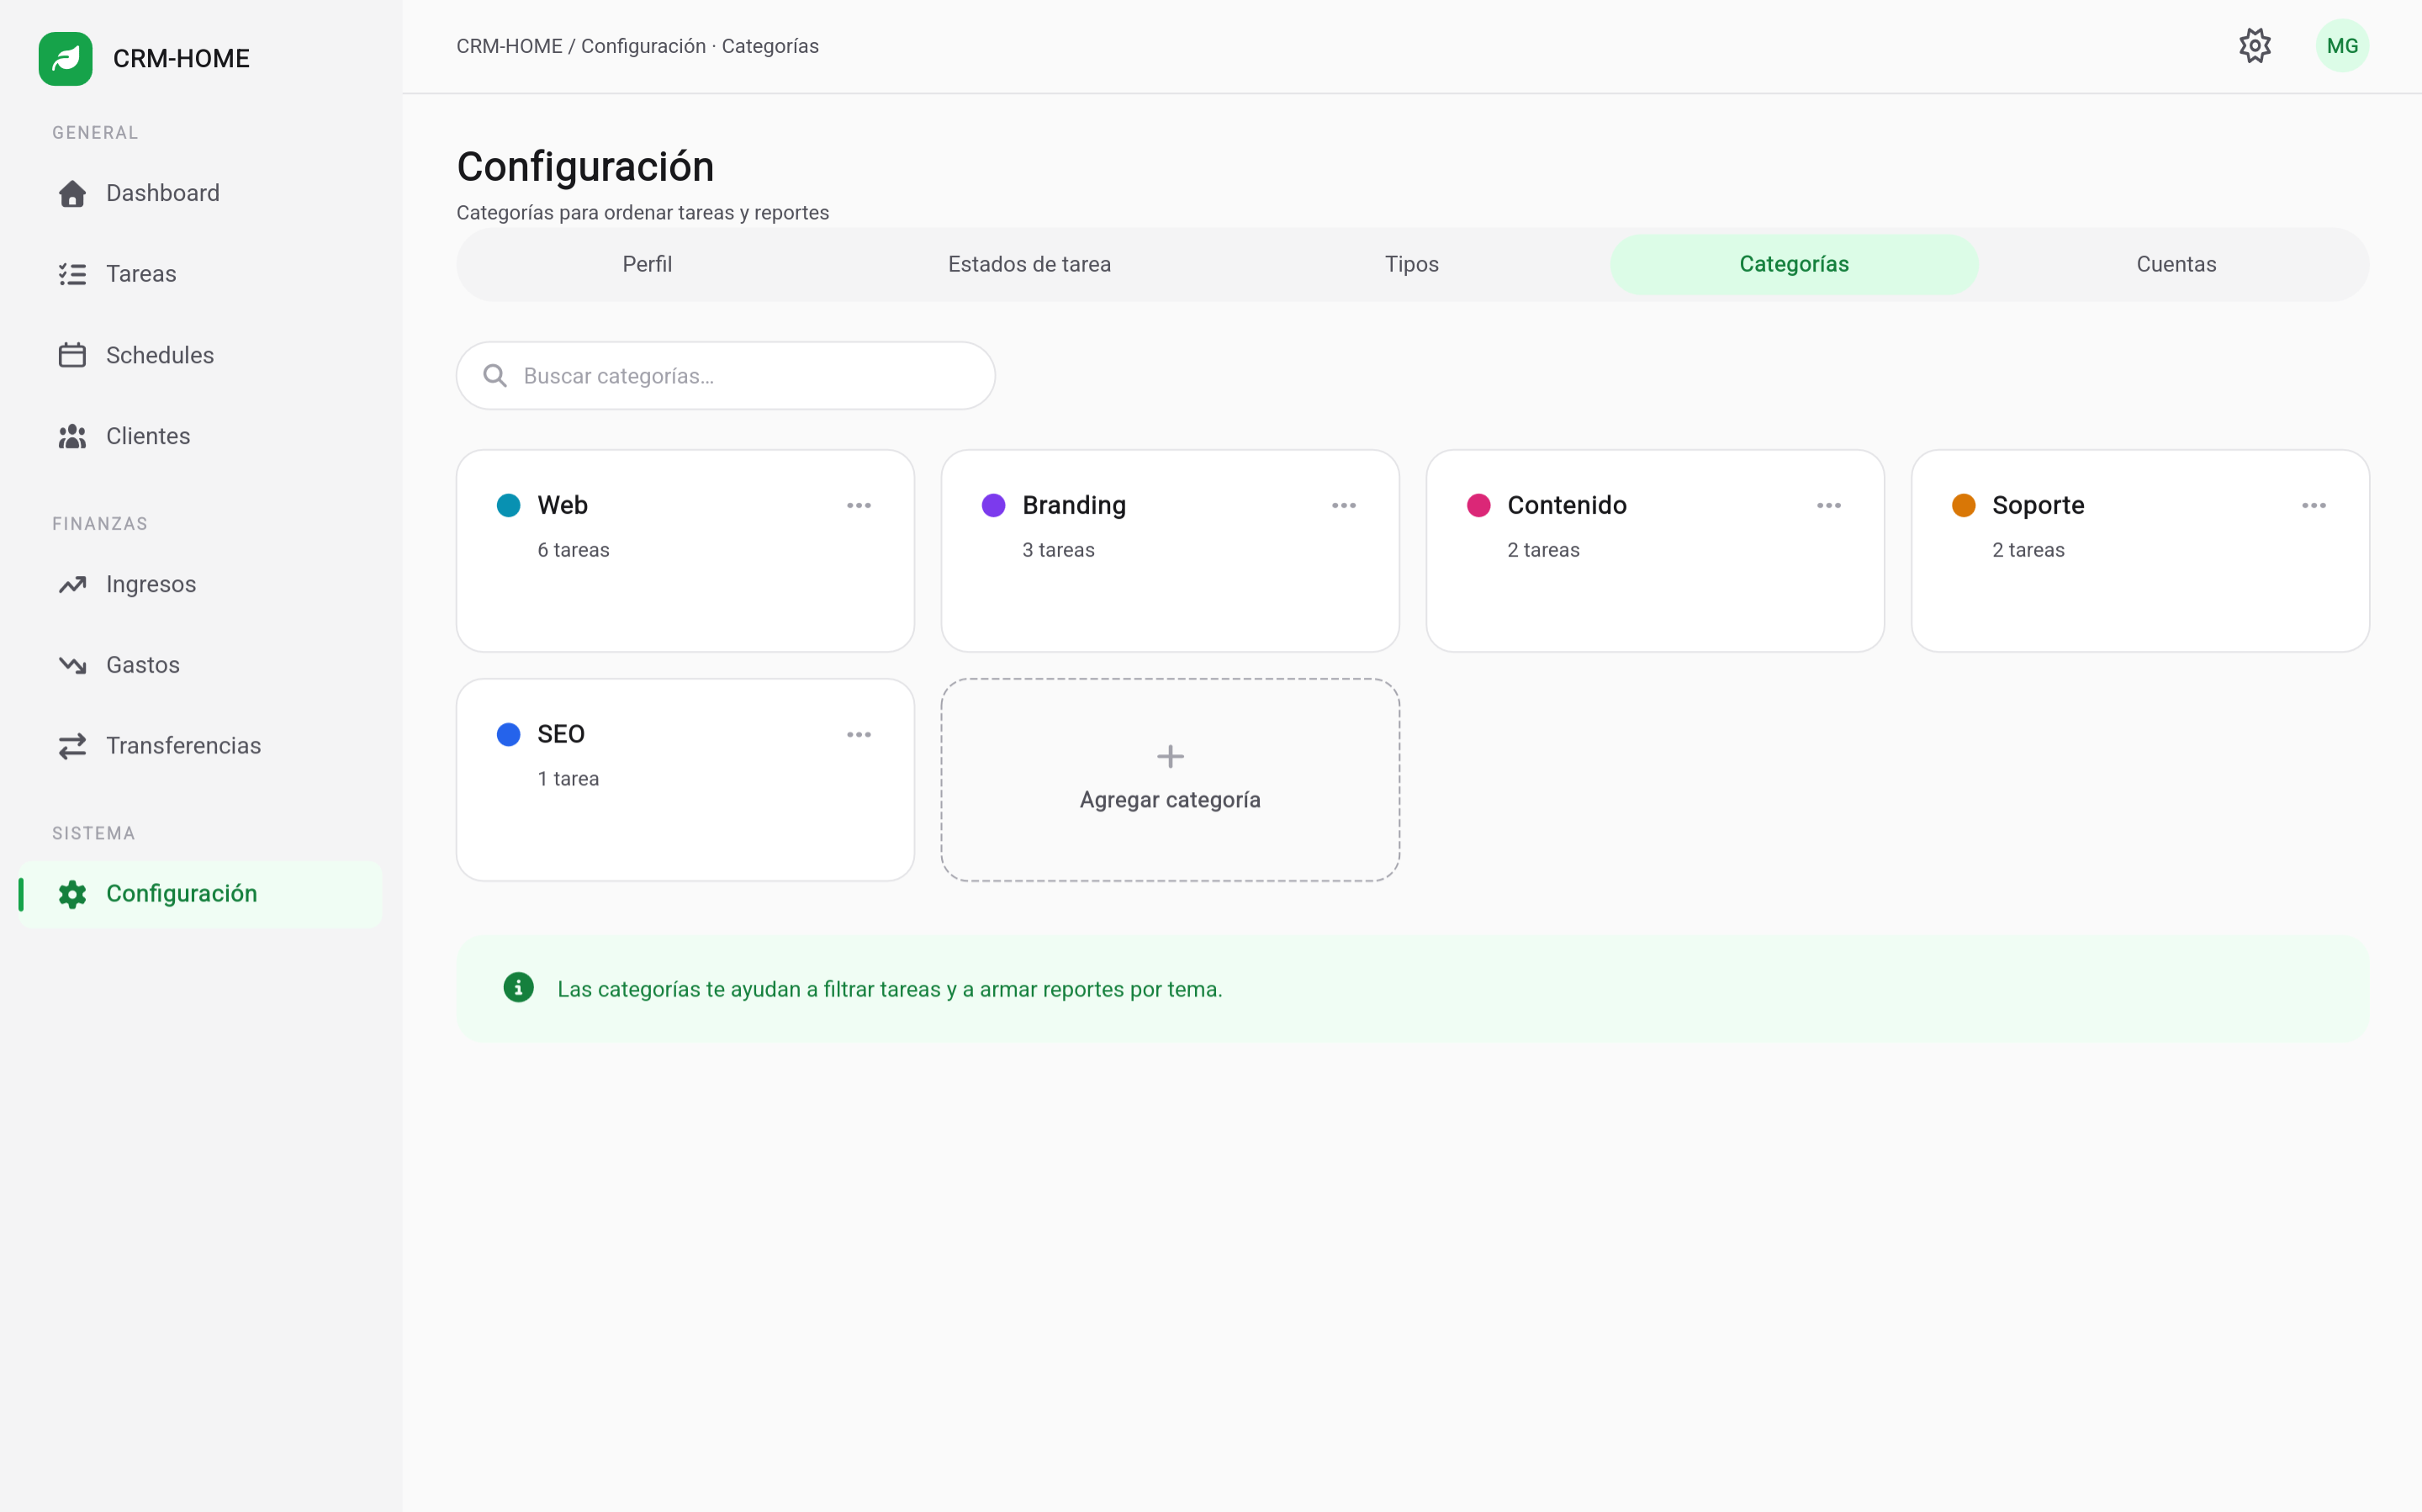 CRM-HOME
GENERAL
Dashboard
Tareas
Schedules
Clientes
FINANZAS
Ingresos
Gastos
Transferencias
SISTEMA
Configuración
CRM-HOME / Configuración · Categorías
MG
Configuración
Categorías para ordenar tareas y reportes
Perfil
Estados de tarea
Tipos
Categorías
Cuentas
Buscar categorías...
Web
6 tareas
Branding
3 tareas
Contenido
2 tareas
Soporte
2 tareas
SEO
1 tarea
Agregar categoría
Las categorías te ayudan a filtrar tareas y a armar reportes por tema.